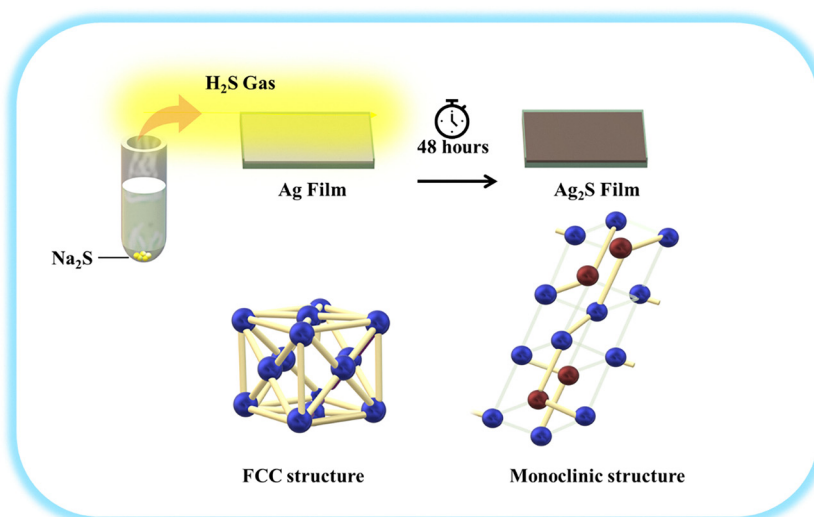 H₂S Gas
48 hours
Ag Film
Ag₂S Film
Na₂S
FCC structure
Monoclinic structure